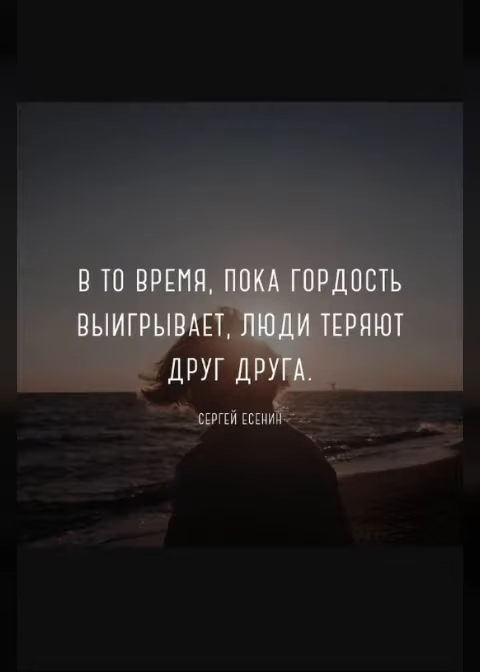 В ТО ВРЕМЯ, ПОКА ГОРДОСТЬ
ВЫИГРЫВАЕТ, ЛЮДИ ТЕРЯЮТ
ДРУГ ДРУГА.
СЕРГЕЙ ЕСЕНИН